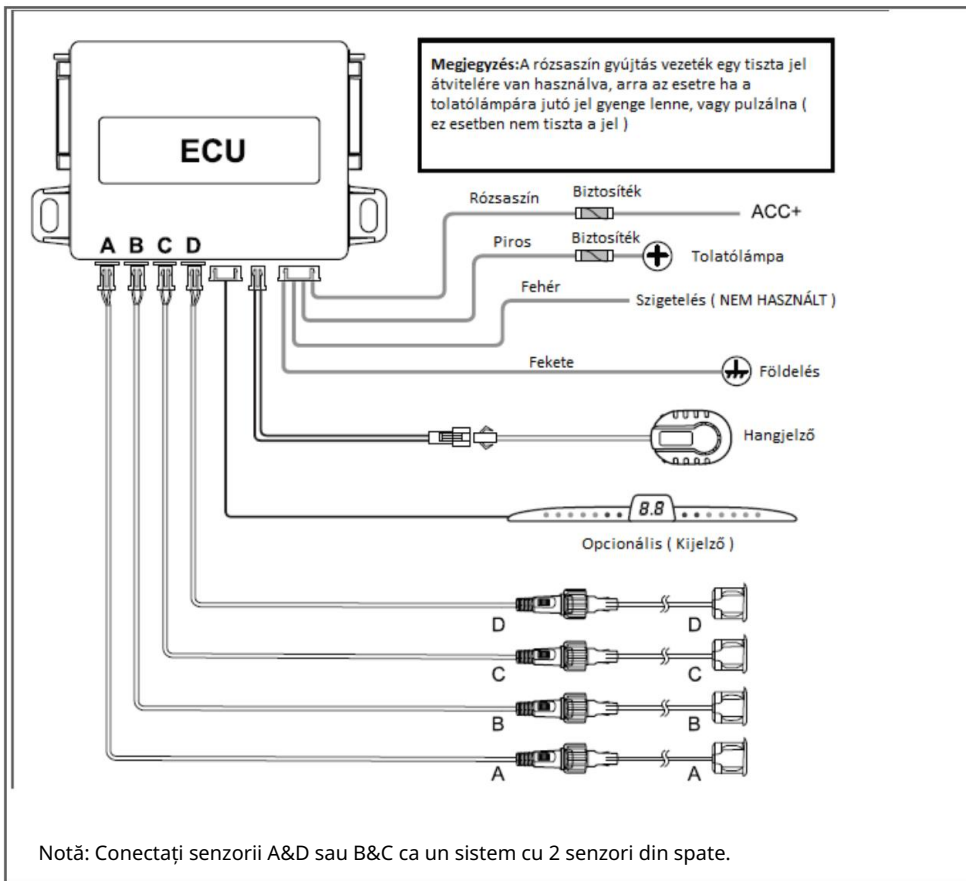 Megjegyzés:A rózsaszín gyújtás vezeték egy tiszta jel
átvitelére van használva, arra az esetre ha a
tolatólámpára jutó jel gyenge lenne, vagy pulzálna (
ez esetben nem tiszta a jel )
ECU
A B C D
Rózsaszín
Biztosíték
ACC+
Piros
Biztosíték
Tolatólámpa
Fehér
Szigetelés ( NEM HASZNÁLT )
Fekete
Földelés
Hangjelző
8.8
Opcionális ( Kijelző )
D D
C C
B B
A A
Notă: Conectați senzorii A&D sau B&C ca un sistem cu 2 senzori din spate.